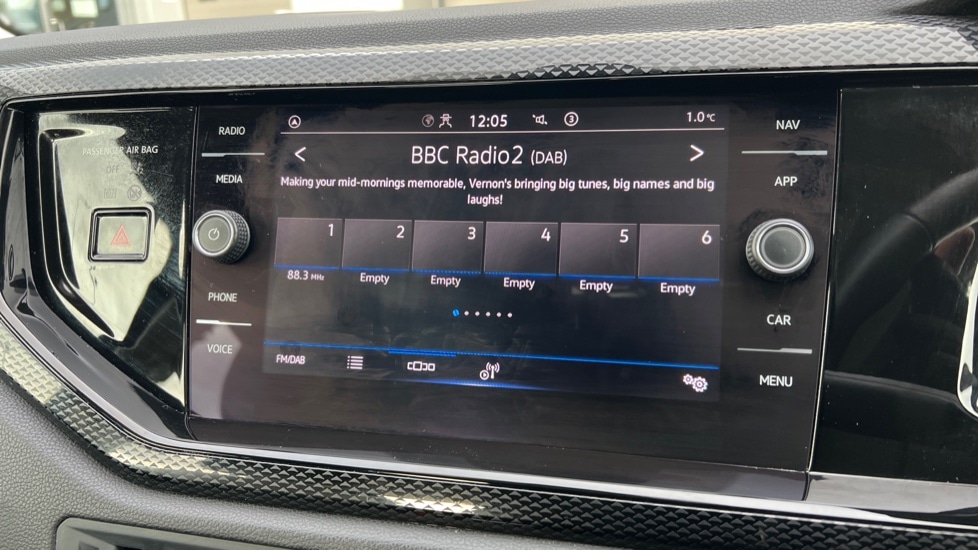 RADIO
MEDIA
PHONE
VOICE
PASSENGER AIR BAG
OFF
12:05
3
1.0 °C
< BBC Radio2 (DAB) >
Making your mid-mornings memorable, Vernon's bringing big tunes, big names and big
laughs!
1 2 3 4 5 6
88.3 MHz Empty Empty Empty Empty Empty
FM/DAB
NAV
APP
CAR
MENU